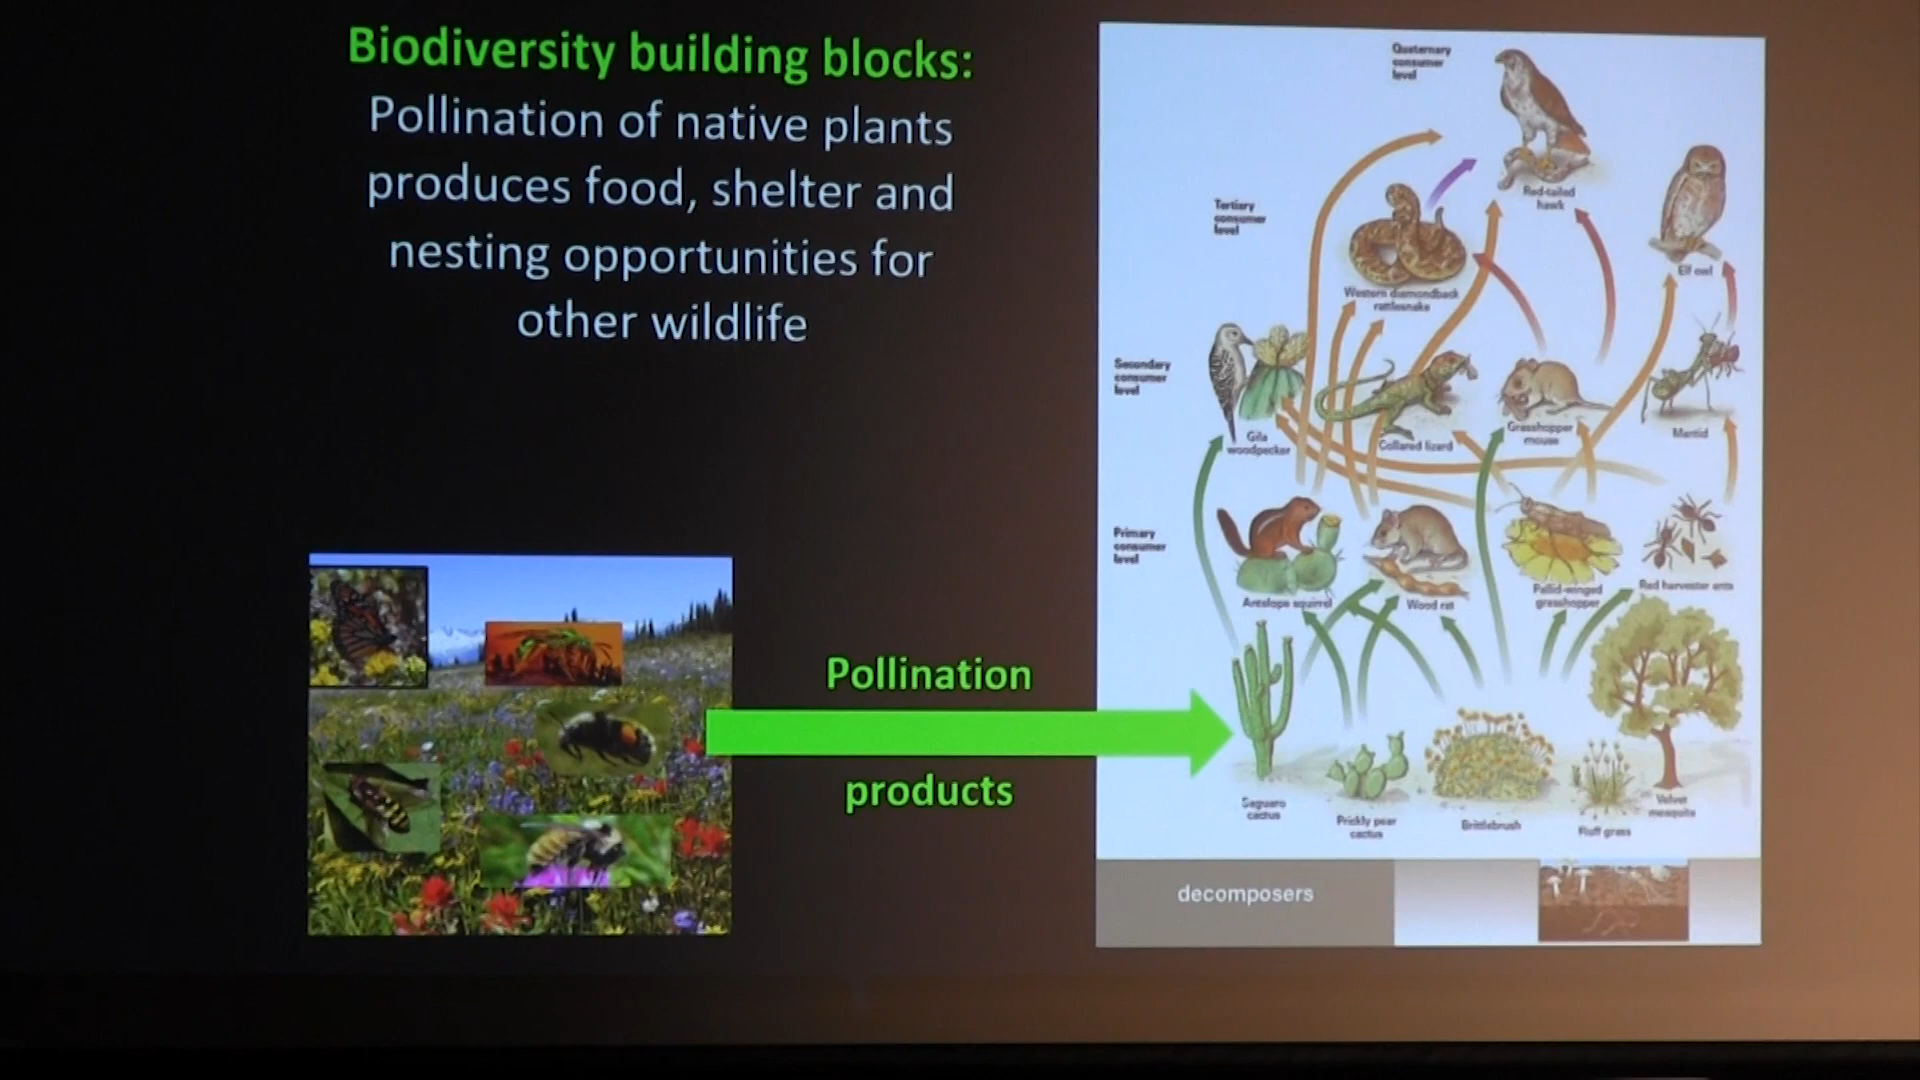 Biodiversity building blocks:
Pollination of native plants
produces food, shelter and
nesting opportunities for
other wildlife
Pollination
products
Quaternary
consumer
level
Red-tailed
hawk
Tertiary
consumer
level
Elf owl
Western diamondback
rattlesnake
Secondary
consumer
level
Gila
woodpecker
Collared lizard
Grasshopper
mouse
Mantid
Primary
consumer
level
Antelope squirrel
Wood rat
Pallid-winged
grasshopper
Red harvester ants
Saguaro
cactus
Prickly pear
cactus
Brittlebrush
Fluff grass
Velvet
mesquite
decomposers